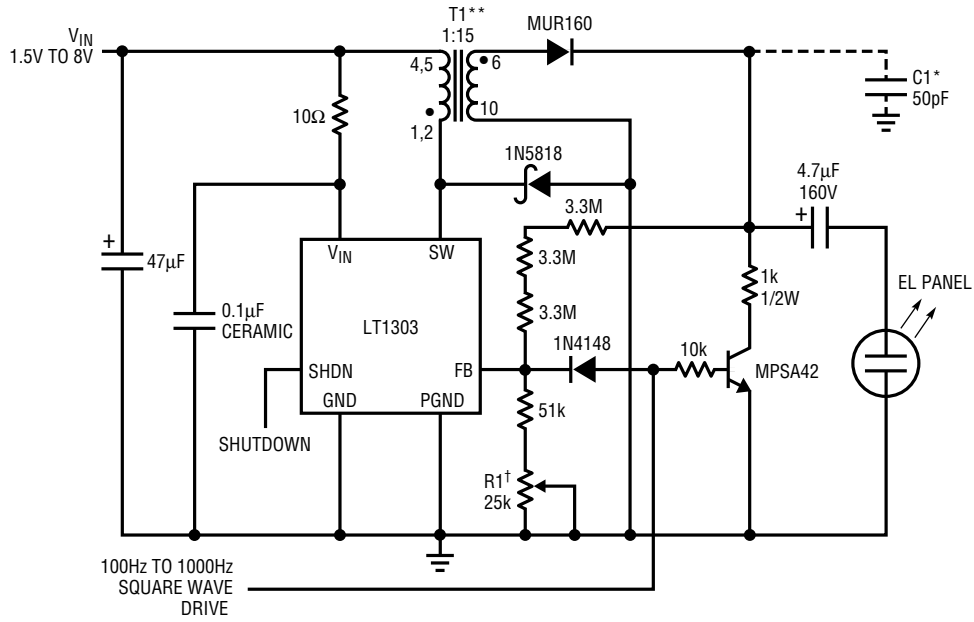 T1**
1:15
MUR160
VIN
1.5V TO 8V
4,5
6
C1*
50pF
10Ω
10
1,2
1N5818
4.7µF
160V
+
3.3M
VIN
SW
3.3M
+
47µF
1k
1/2W
EL PANEL
0.1µF
CERAMIC
LT1303
3.3M
1N4148
10k
MPSA42
SHDN
FB
GND
PGND
51k
SHUTDOWN
R1†
25k
100Hz TO 1000Hz
SQUARE WAVE
DRIVE